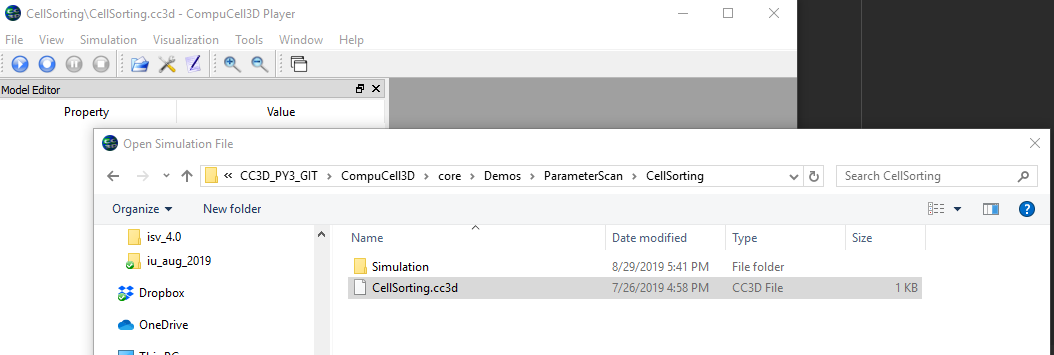 CellSorting\CellSorting.cc3d - CompuCell3D Player
File View Simulation Visualization Tools Window Help
Model Editor
Property Value
Open Simulation File
« CC3D_PY3_GIT > CompuCell3D > core > Demos > ParameterScan > CellSorting Search CellSorting
Organize New folder
Name Date modified Type Size
isv_4.0
iu_aug_2019
Dropbox
OneDrive
Simulation 8/29/2019 5:41 PM File folder
CellSorting.cc3d 7/26/2019 4:58 PM CC3D File 1 KB